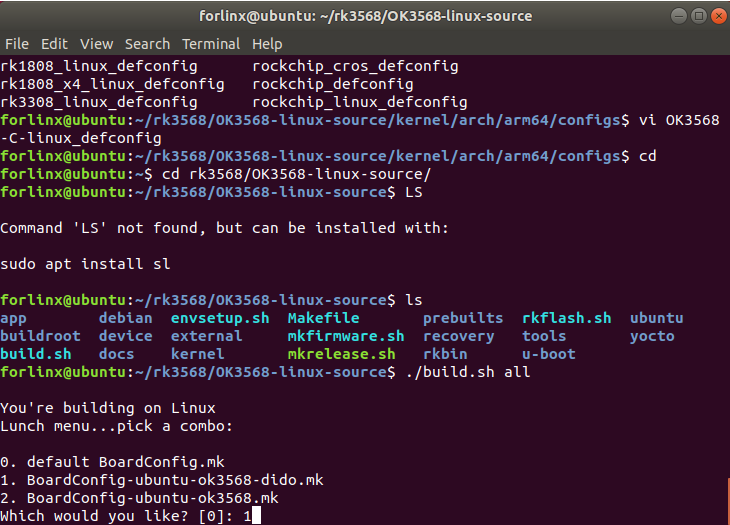 forlinx@ubuntu: ~/rk3568/OK3568-linux-source
File Edit View Search Terminal Help
rk1808_linux_defconfig rockchip_cros_defconfig
rk1808_x4_linux_defconfig rockchip_defconfig
rk3308_linux_defconfig rockchip_linux_defconfig
forlinx@ubuntu:~/rk3568/OK3568-linux-source/kernel/arch/arm64/configs$ vi OK3568
-C-linux_defconfig
forlinx@ubuntu:~/rk3568/OK3568-linux-source/kernel/arch/arm64/configs$ cd
forlinx@ubuntu:~$ cd rk3568/OK3568-linux-source/
forlinx@ubuntu:~/rk3568/OK3568-linux-source$ LS
Command 'LS' not found, but can be installed with:
sudo apt install sl
forlinx@ubuntu:~/rk3568/OK3568-linux-source$ ls
app debian envsetup.sh Makefile prebuilts rkflash.sh ubuntu
buildroot device external mkfirmware.sh recovery tools yocto
build.sh docs kernel mkrelease.sh rkbin u-boot
forlinx@ubuntu:~/rk3568/OK3568-linux-source$ ./build.sh all
You're building on Linux
Lunch menu...pick a combo:
0. default BoardConfig.mk
1. BoardConfig-ubuntu-ok3568-dido.mk
2. BoardConfig-ubuntu-ok3568.mk
Which would you like? [0]: 1